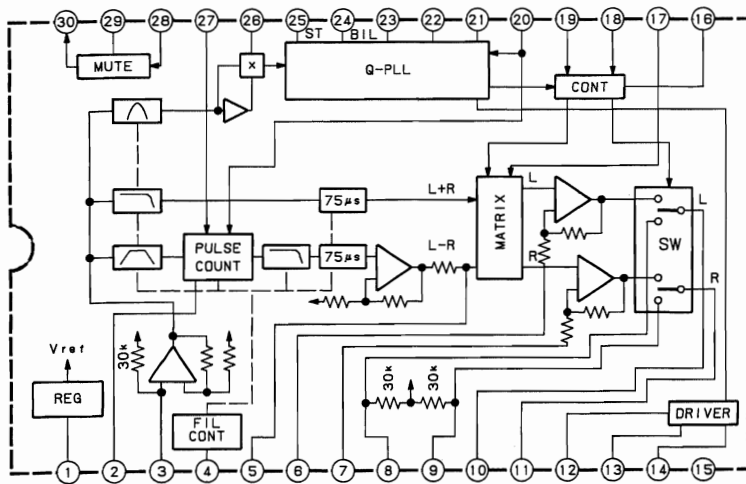 30 29 28 27 26 25 24 23 22 21 20 19 18 17 16
ST BIL
MUTE
×
Q-PLL
CONT
75μs
L+R
MATRIX
L
R
L
SW
R
PULSE
COUNT
75μs
L-R
Vref
30k
30k
30k
REG
FIL
CONT
DRIVER
1 2 3 4 5 6 7 8 9 10 11 12 13 14 15